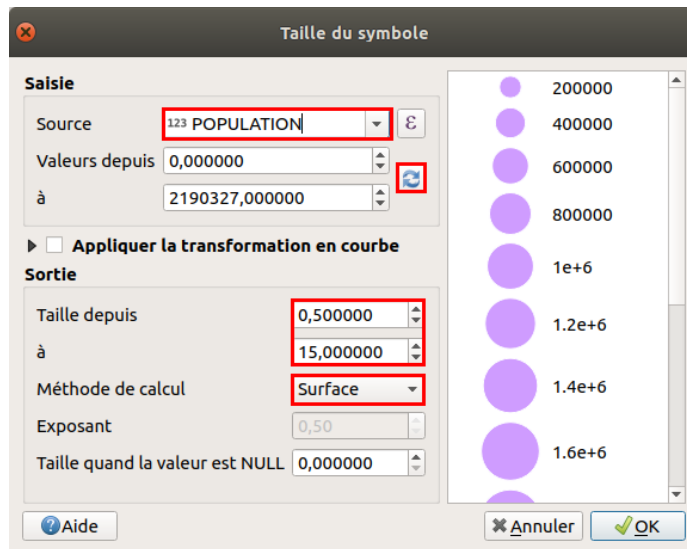 Taille du symbole
Saisie
Source 123 POPULATION ε
Valeurs depuis 0,000000
à 2190327,000000
Appliquer la transformation en courbe
Sortie
Taille depuis 0,500000
à 15,000000
Méthode de calcul Surface
Exposant 0,50
Taille quand la valeur est NULL 0,000000
200000
400000
600000
800000
1e+6
1.2e+6
1.4e+6
1.6e+6
Aide
Annuler
OK